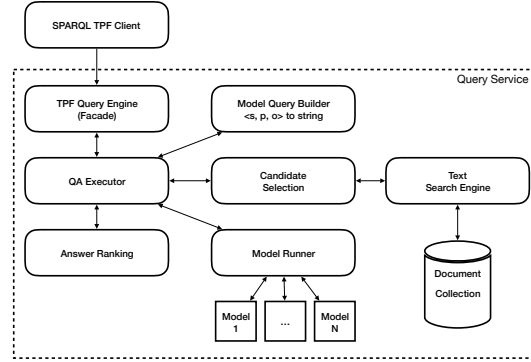 SPARQL TPF Client
Query Service
TPF Query Engine
(Facade)
Model Query Builder
<s, p, o> to string
QA Executor
Candidate
Selection
Text
Search Engine
Answer Ranking
Model Runner
Document
Collection
Model
1
...
Model
N